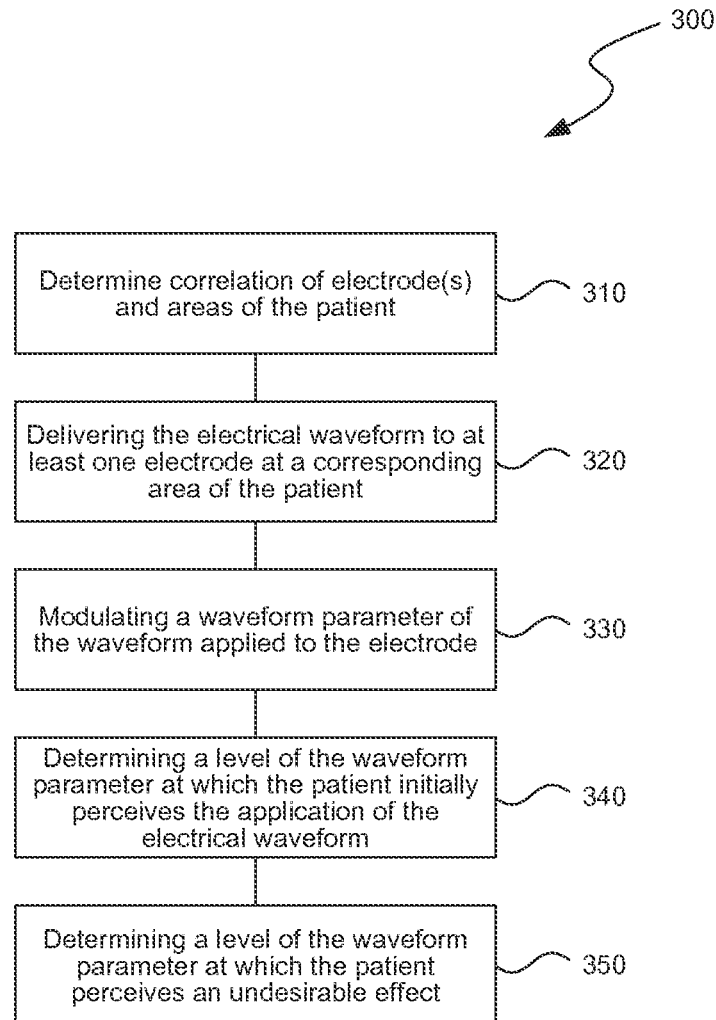 300
Determine correlation of electrode(s)
and areas of the patient
310
Delivering the electrical waveform to at
least one electrode at a corresponding
area of the patient
320
Modulating a waveform parameter of
the waveform applied to the electrode
330
Determining a level of the waveform
parameter at which the patient initially
perceives the application of the
electrical waveform
340
Determining a level of the waveform
parameter at which the patient
perceives an undesirable effect
350